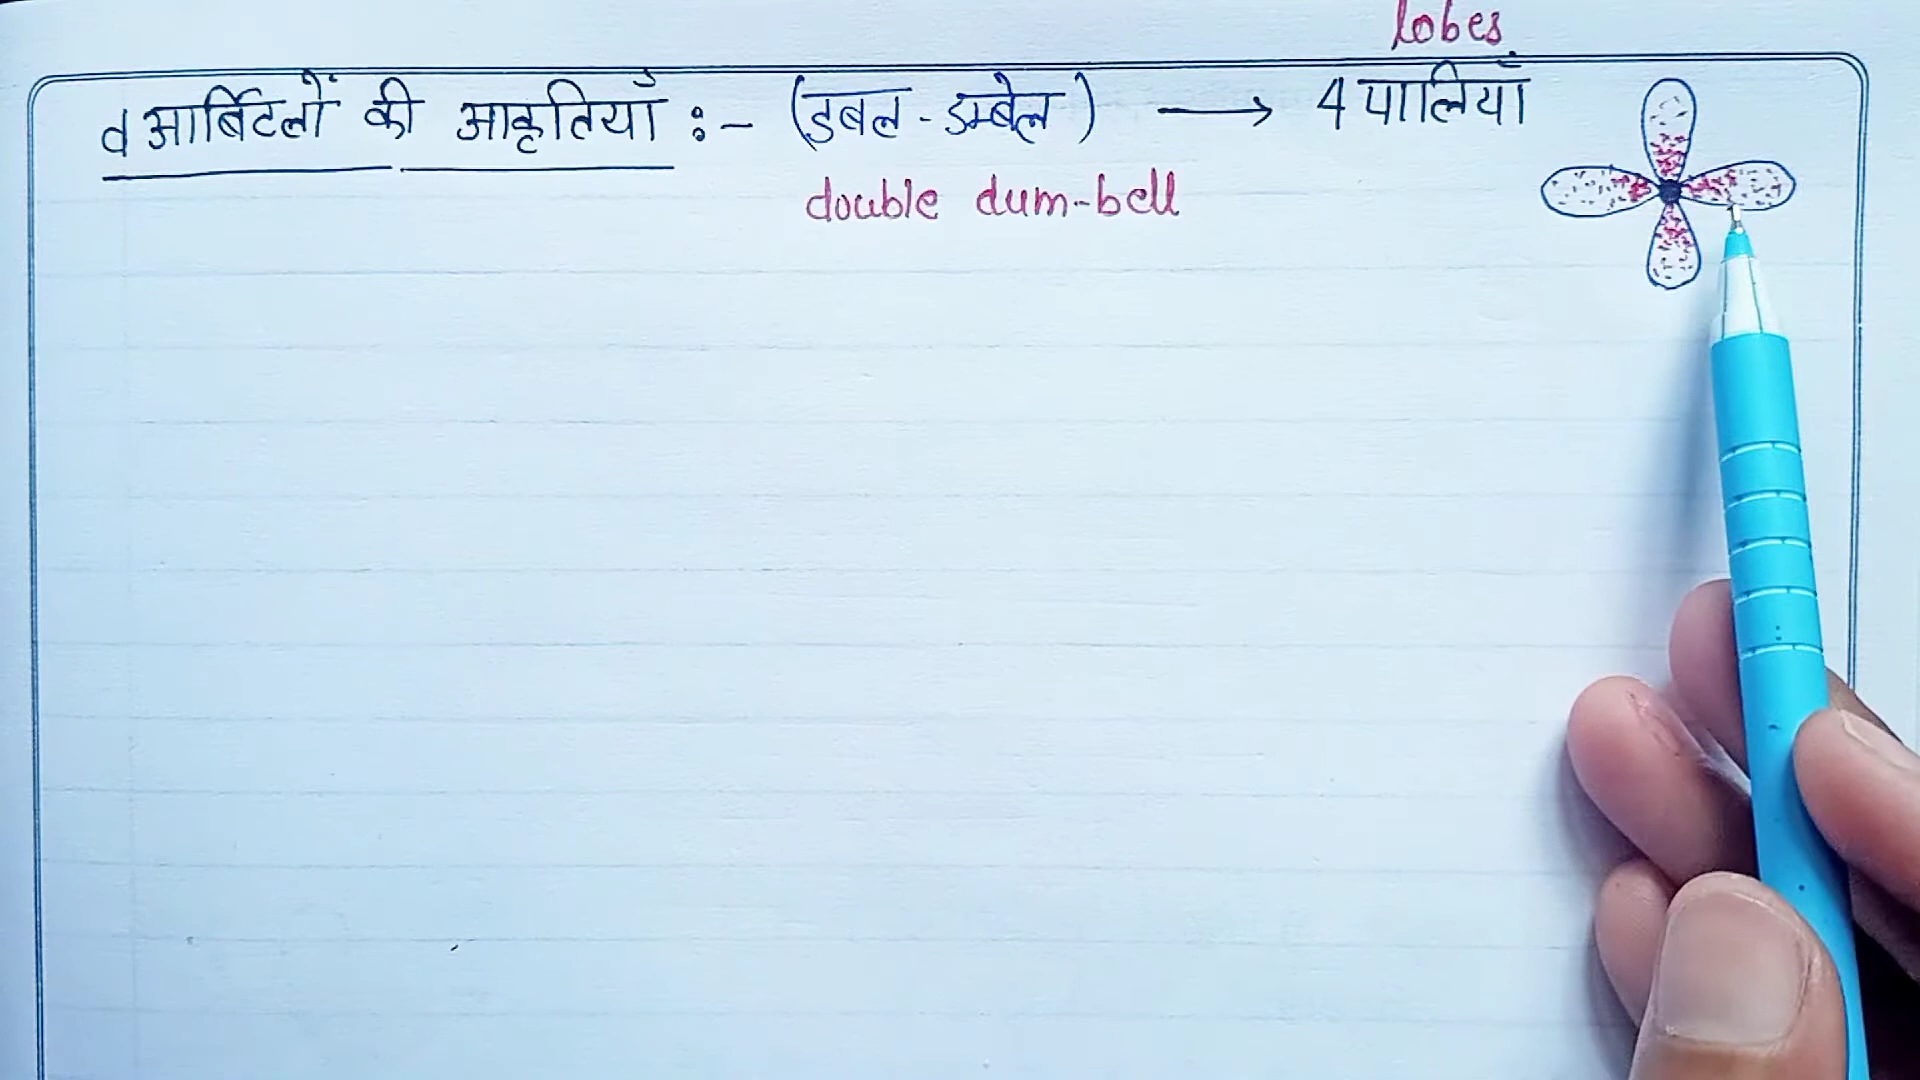 lobes
d आर्बिटलों की आकृतियाँ :- (डबल-डम्बेल) → 4 पालियाँ
double dum-bell